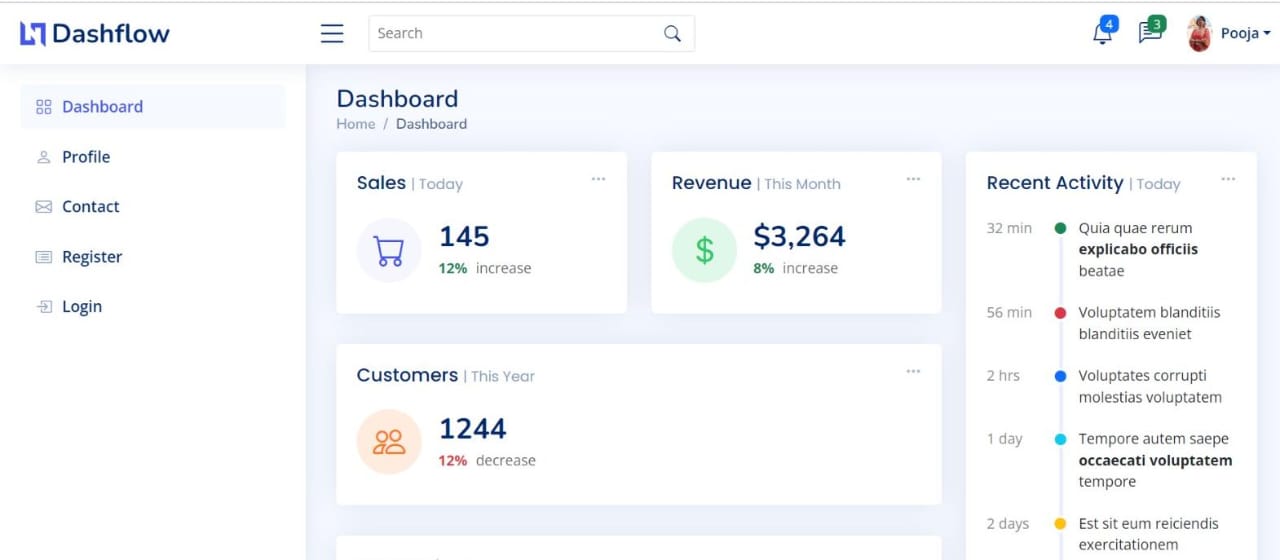 Dashflow
Search
4
3
Pooja
Dashboard
Profile
Contact
Register
Login
Dashboard
Home / Dashboard
Sales | Today
145
12% increase
Revenue | This Month
$
$3,264
8% increase
Customers | This Year
1244
12% decrease
Recent Activity | Today
32 min
Quia quae rerum
explicabo officiis
beatae
56 min
Voluptatem blanditiis
blanditiis eveniet
2 hrs
Voluptates corrupti
molestias voluptatem
1 day
Tempore autem saepe
occaecati voluptatem
tempore
2 days
Est sit eum reiciendis
exercitationem